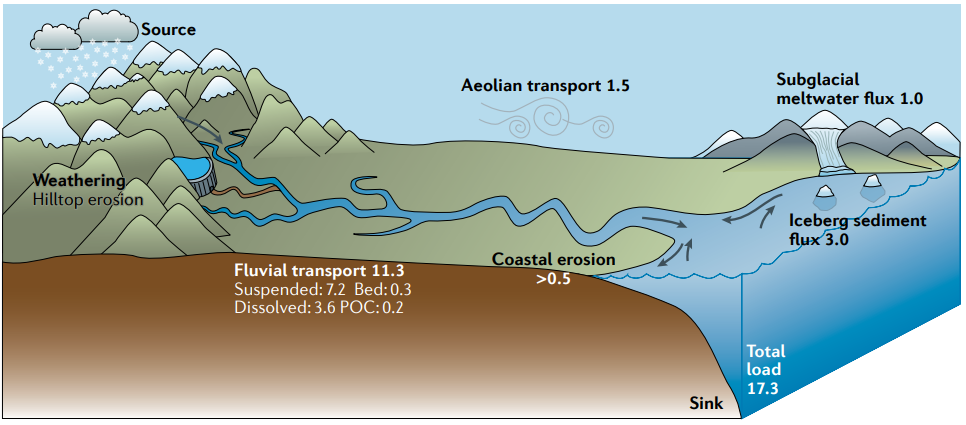 Source
Aeolian transport 1.5
Subglacial
meltwater flux 1.0
Weathering
Hilltop erosion
Iceberg sediment
flux 3.0
Coastal erosion
>0.5
Fluvial transport 11.3
Suspended: 7.2 Bed: 0.3
Dissolved: 3.6 POC: 0.2
Total
load
17.3
Sink